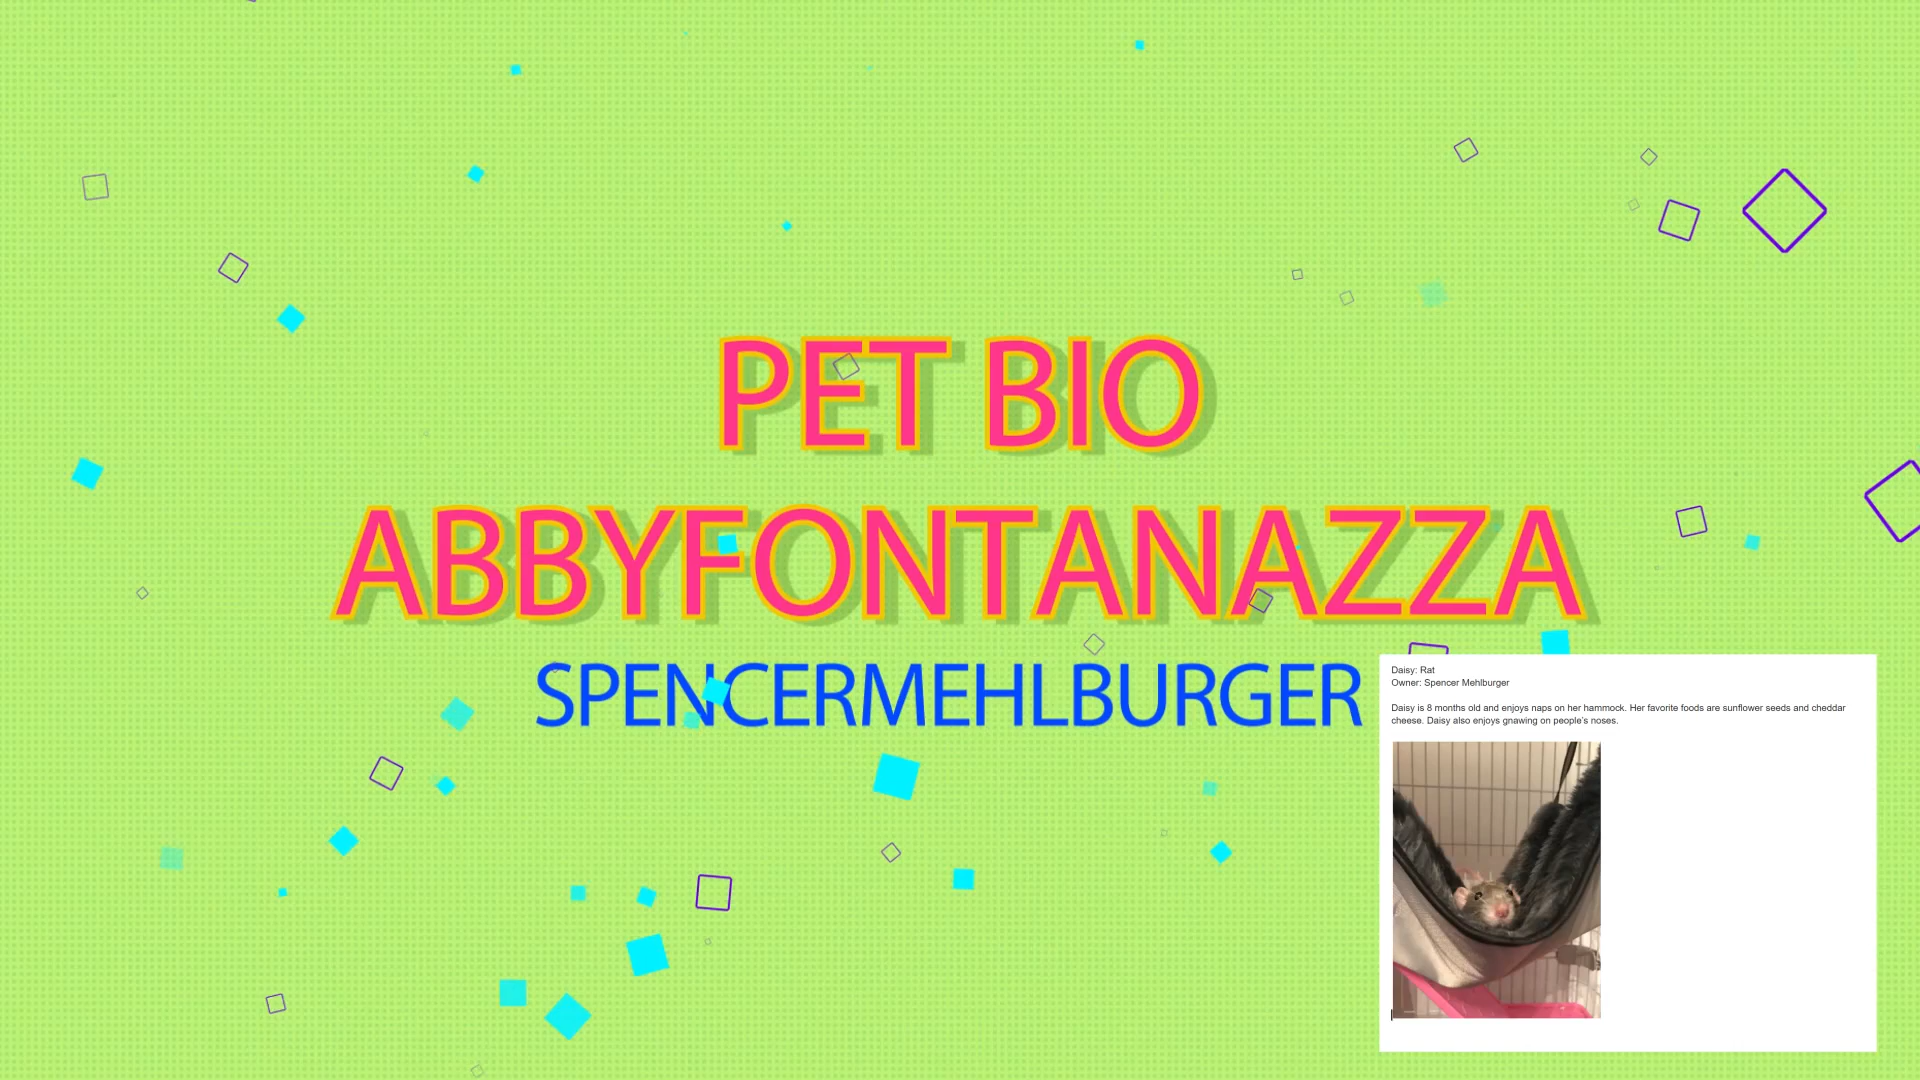 PET BIO
ABBYFONTANAZZA
SPENCERMEHLBURGER
Daisy: Rat
Owner: Spencer Mehlburger
Daisy is 8 months old and enjoys naps on her hammock. Her favorite foods are sunflower seeds and cheddar
cheese. Daisy also enjoys gnawing on people's noses.